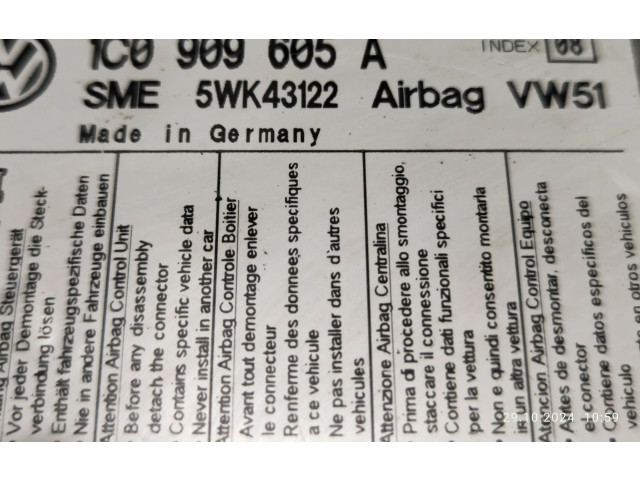 1C0 909 605 A INDEX 08
SME 5WK43122 Airbag VW51
Made in Germany
Airbag Steuergerät
Vor jeder Demontage die Steck-
verbindung lösen
• Enthält fahrzeugspezifische Daten
• Nie in andere Fahrzeuge einbauen
Attention Airbag Control Unit
• Before any disassembly
detach the connector
• Contains specific vehicle data
• Never install in another car
Attention Airbag Controle Boitier
Avant tout demontage enlever
le connecteur
Renferme des donnees specifiques
a ce vehicule
Ne pas installer dans d'autres
vehicules
Attenzione Airbag Centralina
• Prima di procedere allo smontaggio,
staccare il connessione
• Contiene dati funzionali specifici
per la vettura
• Non e quindi consentito montarla
in un altra vettura
Atencion Airbag Control Equipo
• Antes de desmontar, desconecta
el conector
• Contiene datos especificos del
vehiculo
en otros vehiculos
29.10.2024 10:59